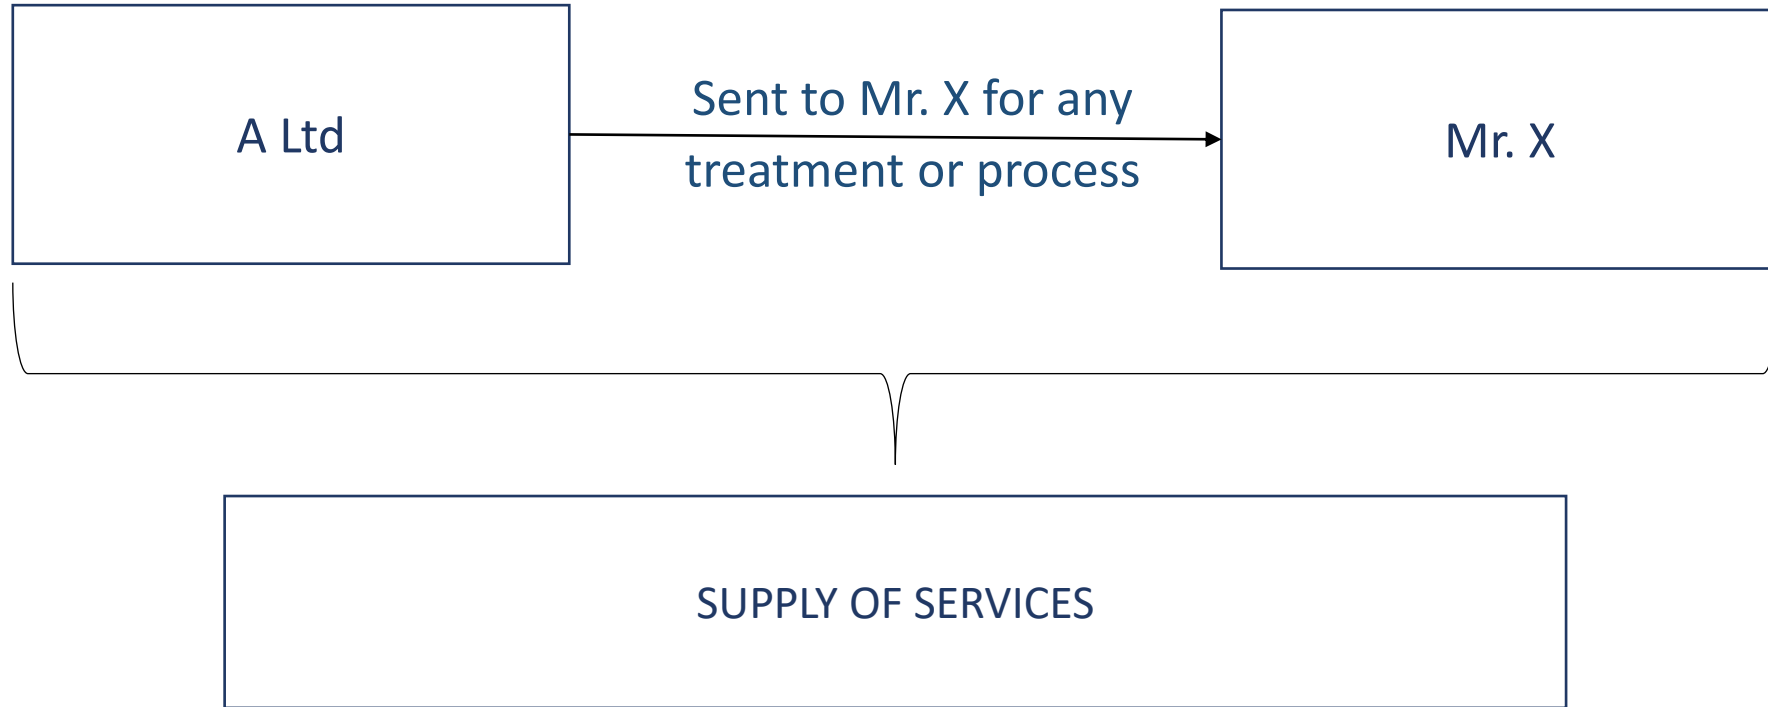 A Ltd
Sent to Mr. X for any
treatment or process
Mr. X
SUPPLY OF SERVICES